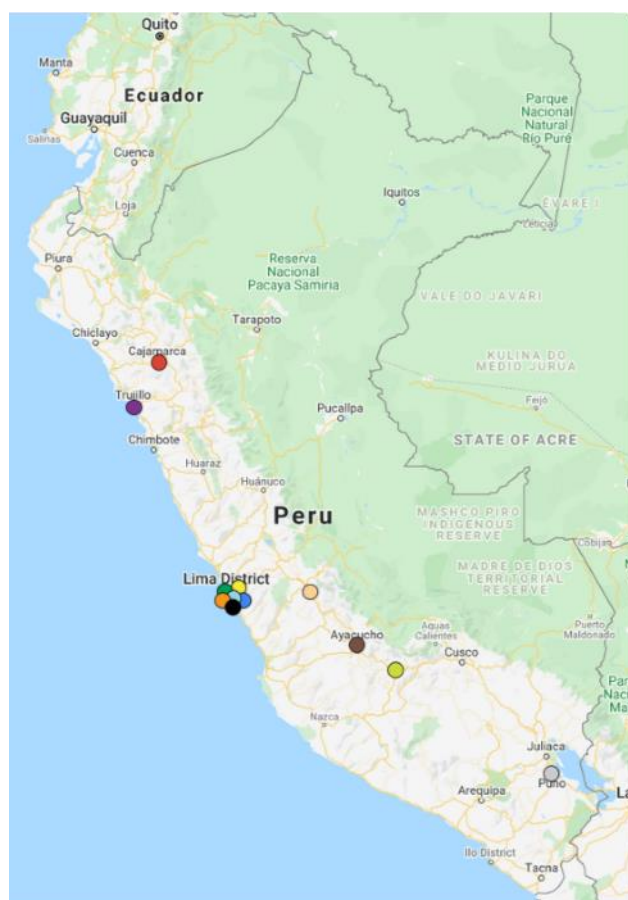 Quito
Manta
Ecuador
Parque
Nacional
Natural
Río Puré
Guayaquil
Salinas
Cuenca
Iquitos
Loja
ÉVARE I
Leticia
Piura
Reserva
Nacional
Pacaya Samiria
VALE DO JAVARI
Tarapoto
Chiclayo
Cajamarca
KULINA DO
MEDIO JURUA
Trujillo
Pucallpa
Feijó
Chimbote
STATE OF ACRE
Huaraz
Huánuco
Peru
MASHCO PIRO
INDIGENOUS
RESERVE
Cobija
MADRE DE DIOS
TERRITORIAL
RESERVE
Lima District
Puerto
Maldonado
Ayacucho
Aguas
Calientes
Cusco
Nazca
Juliaca
Puno
Arequipa
Ilo District
Tacna